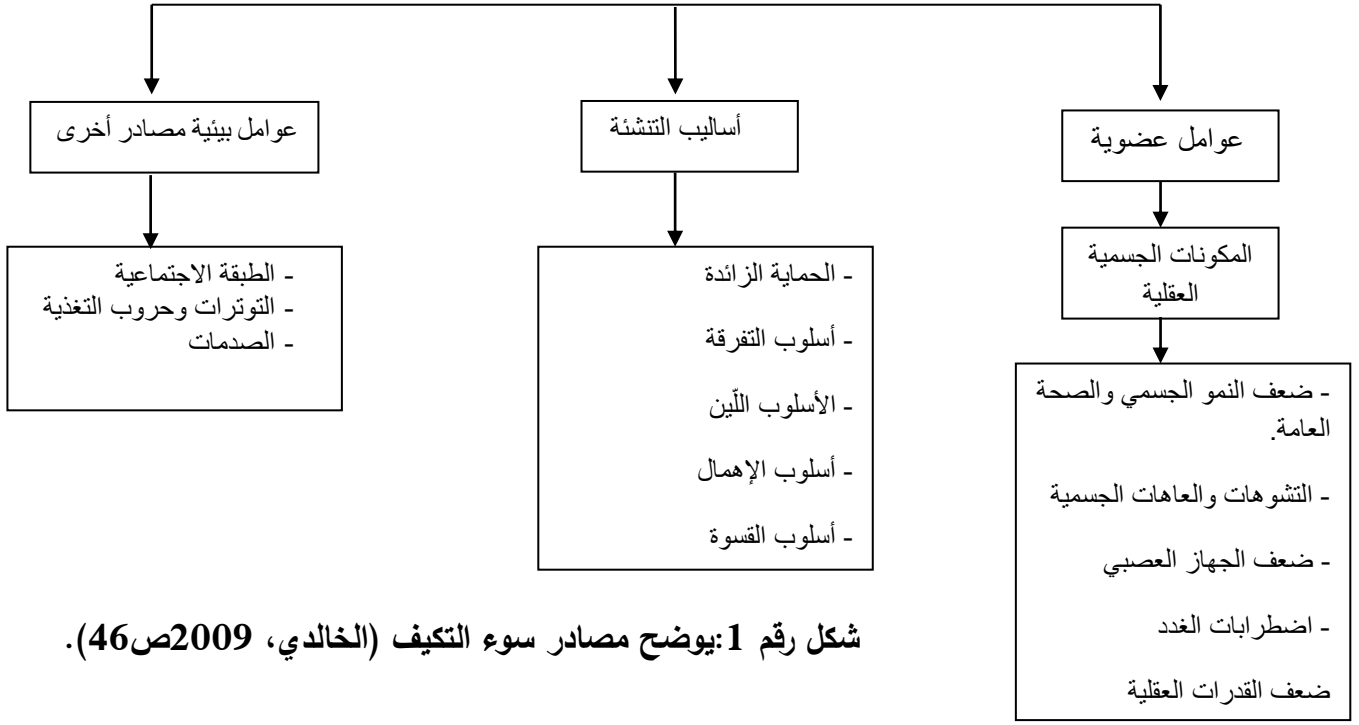 عوامل عضوية
المكونات الجسمية
العقلية
- ضعف النمو الجسمي والصحة
العامة.
- التشوهات والعاهات الجسمية
- ضعف الجهاز العصبي
- اضطرابات الغدد
ضعف القدرات العقلية
أساليب التنشئة
- الحماية الزائدة
- أسلوب التفرقة
- الأسلوب اللّين
- أسلوب الإهمال
- أسلوب القسوة
عوامل بيئية مصادر أخرى
- الطبقة الاجتماعية
- التوترات وحروب التغذية
- الصدمات
شكل رقم 1:يوضح مصادر سوء التكيف (الخالدي، 2009ص46).